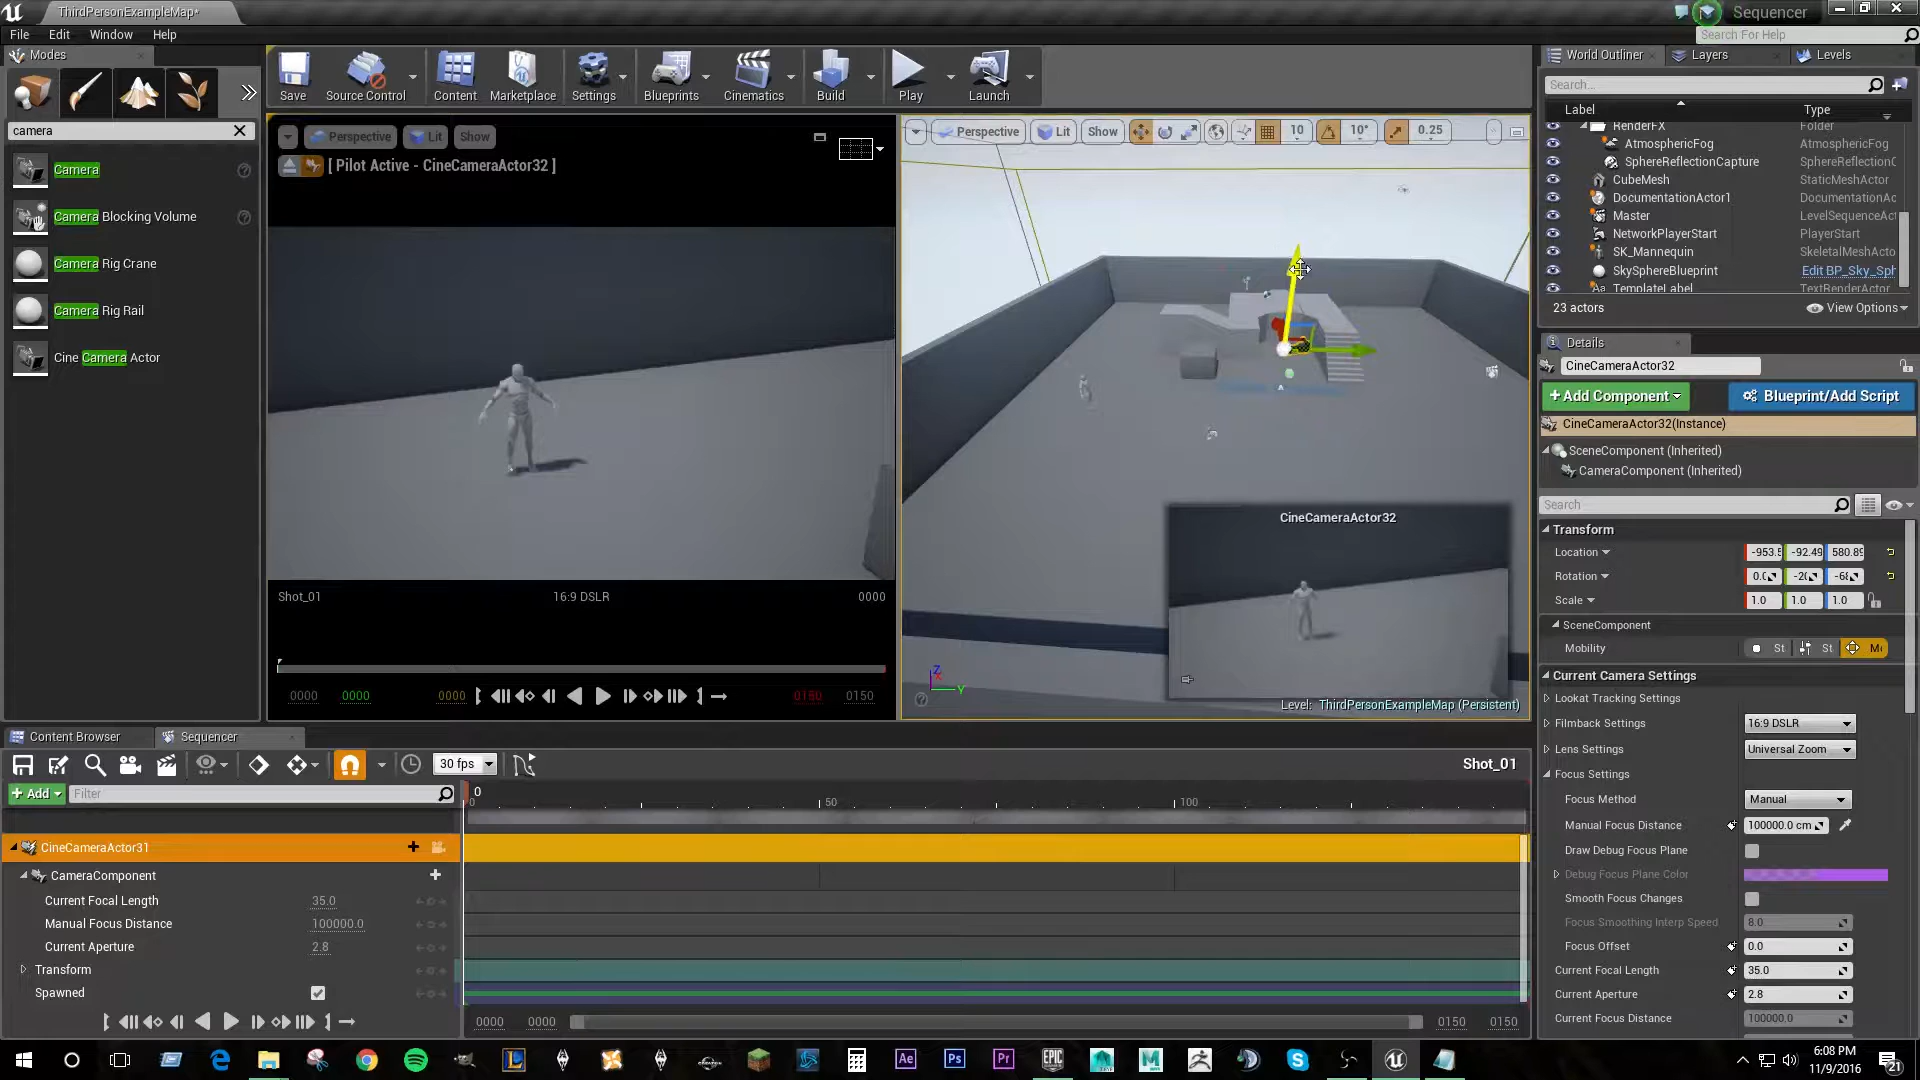 ThirdPersonExampleMap*
Sequencer
File
Edit
Window
Help
Search For Help
Modes
camera
Camera
Camera Blocking Volume
Camera Rig Crane
Camera Rig Rail
Cine Camera Actor
Save
Source Control
Content
Marketplace
Settings
Blueprints
Cinematics
Build
Play
Launch
Perspective
Lit
Show
[ Pilot Active - CineCameraActor32 ]
Shot_01
16:9 DSLR
0000
0000
0000
0000
0150
0150
Perspective
Lit
Show
10
10°
0.25
CineCameraActor32
Level: ThirdPersonExampleMap (Persistent)
World Outliner
Layers
Levels
Search...
Label
Type
RenderFX
Folder
AtmosphericFog
AtmosphericFog
SphereReflectionCapture
SphereReflectionC
CubeMesh
StaticMeshActor
DocumentationActor1
DocumentationAc
Master
LevelSequenceAct
NetworkPlayerStart
PlayerStart
SK_Mannequin
SkeletalMeshActo
SkySphereBlueprint
Edit BP_Sky_Sph
TemplateLabel
TextRenderActor
23 actors
View Options
Details
CineCameraActor32
Add Component
Blueprint/Add Script
CineCameraActor32(Instance)
SceneComponent (Inherited)
CameraComponent (Inherited)
Search
Transform
Location
-953.5
-92.49
580.89
Rotation
Scale
1.0
1.0
1.0
SceneComponent
Mobility
St
St
Current Camera Settings
Lookat Tracking Settings
Filmback Settings
16:9 DSLR
Lens Settings
Universal Zoom
Focus Settings
Focus Method
Manual
Manual Focus Distance
100000.0 cm
Draw Debug Focus Plane
Debug Focus Plane Color
Smooth Focus Changes
Focus Smoothing Interp Speed
8.0
Focus Offset
0.0
Current Focal Length
35.0
Current Aperture
2.8
Current Focus Distance
100000.0
Content Browser
Sequencer
30 fps
Shot_01
Add
Filter
0
0
50
100
CineCameraActor31
CameraComponent
Current Focal Length
35.0
Manual Focus Distance
100000.0
Current Aperture
2.8
Transform
Spawned
0000
0000
0150
0150
Ae
Ps
Pr
EPIC
6:08 PM
11/9/2016
21